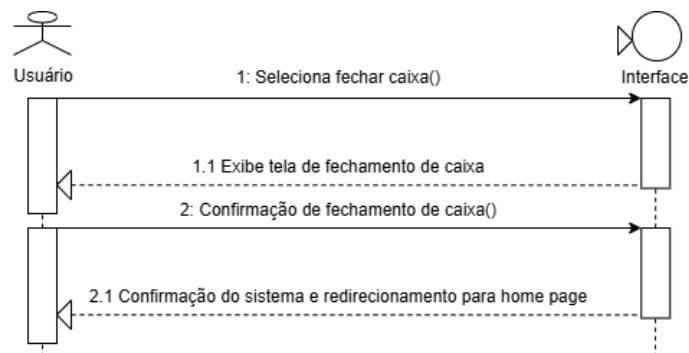 Usuário
Interface
1: Seleciona fechar caixa()
1.1 Exibe tela de fechamento de caixa
2: Confirmação de fechamento de caixa()
2.1 Confirmação do sistema e redirecionamento para home page